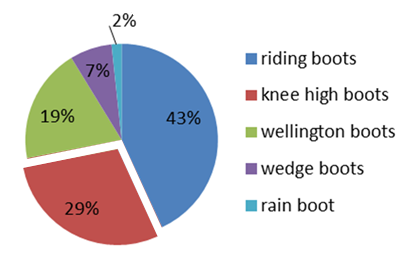 2%
7%
19%
43%
29%
riding boots
knee high boots
wellington boots
wedge boots
rain boot